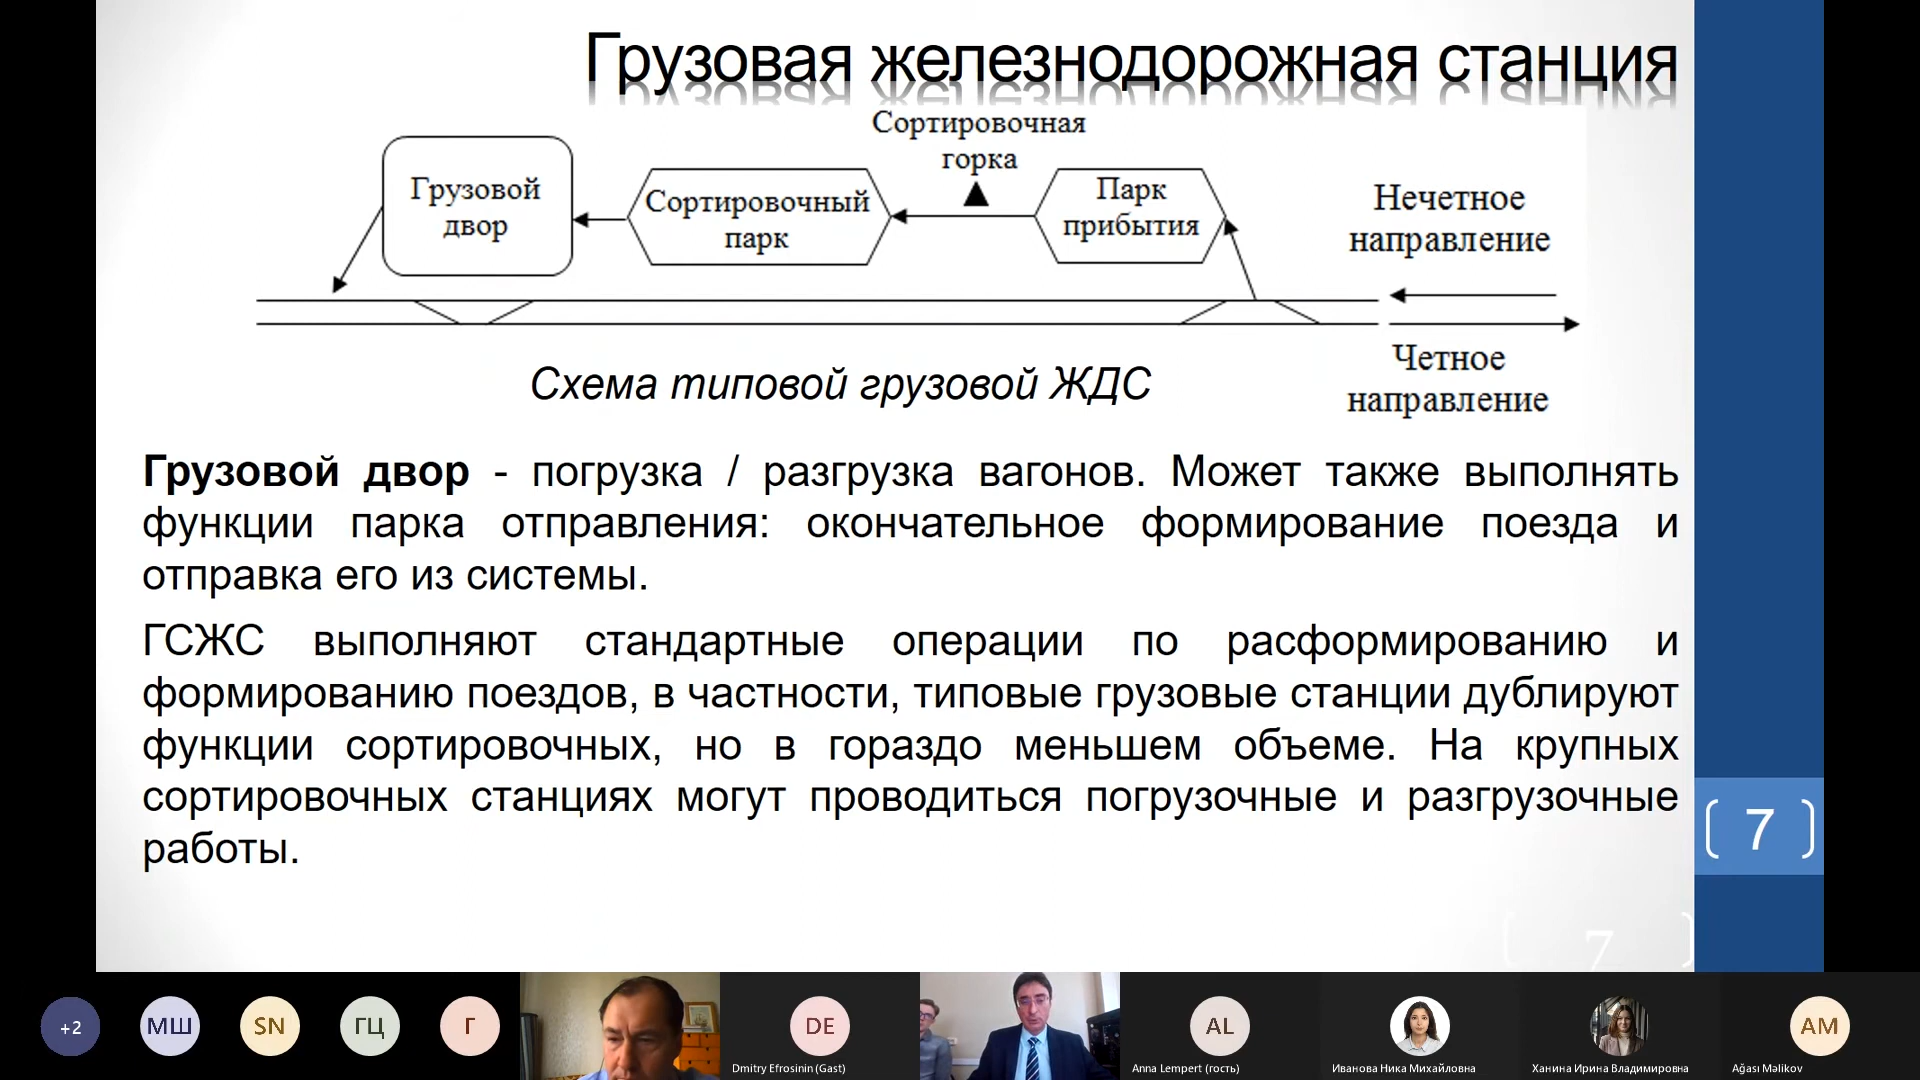 Грузовая железнодорожная станция
Сортировочная
горка
Грузовой
двор
Сортировочный
парк
Парк
прибытия
Нечетное
направление
Четное
направление
Схема типовой грузовой ЖДС
Грузовой двор - погрузка / разгрузка вагонов. Может также выполнять
функции парка отправления: окончательное формирование поезда и
отправка его из системы.
ГСЖС выполняют стандартные операции по расформированию и
формированию поездов, в частности, типовые грузовые станции дублируют
функции сортировочных, но в гораздо меньшем объеме. На крупных
сортировочных станциях могут проводиться погрузочные и разгрузочные
работы.
7
7
+2
МШ
SN
ГЦ
Г
DE
Dmitry Efrosinin (Gast)
AL
Anna Lempert (гость)
Иванова Ника Михайловна
Ханина Ирина Владимировна
AM
Ağası Məlikov